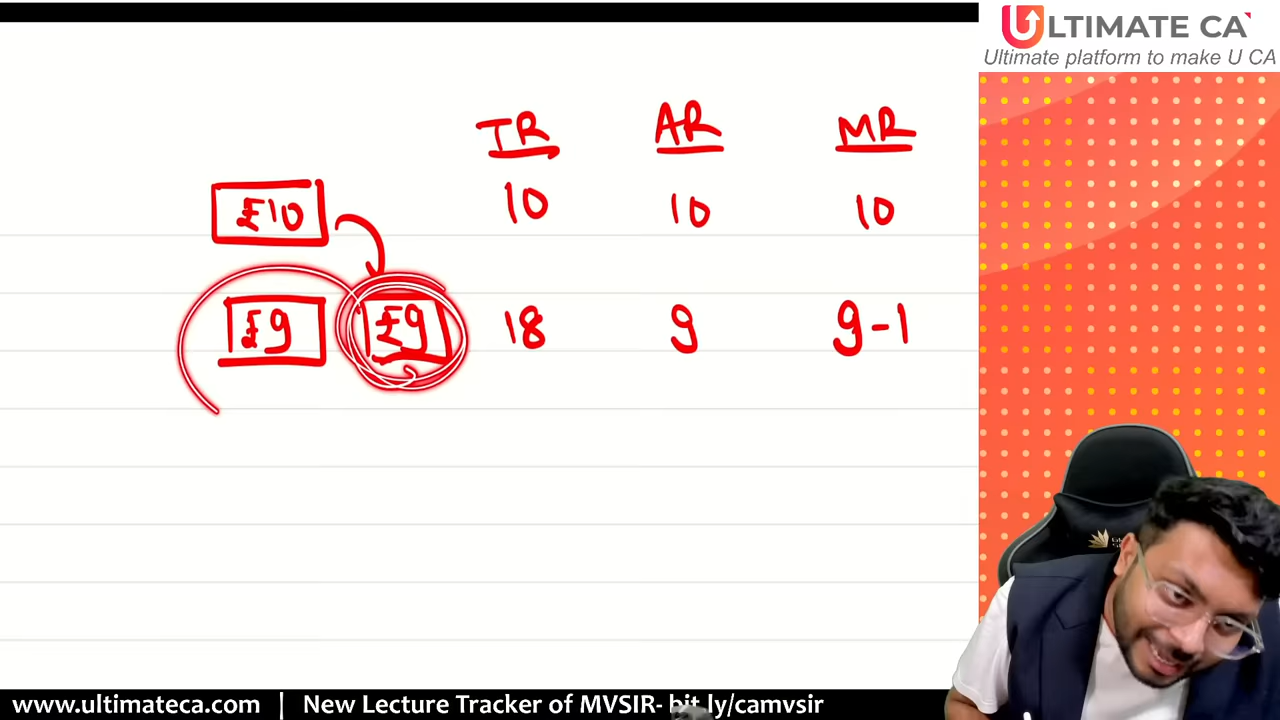 ULTIMATE CA
Ultimate platform to make U CA
TR AR MR
£10 10 10 10
£9 £9 18 9 9-1
www.ultimateca.com | New Lecture Tracker of MVSIR- bit.ly/camvsir